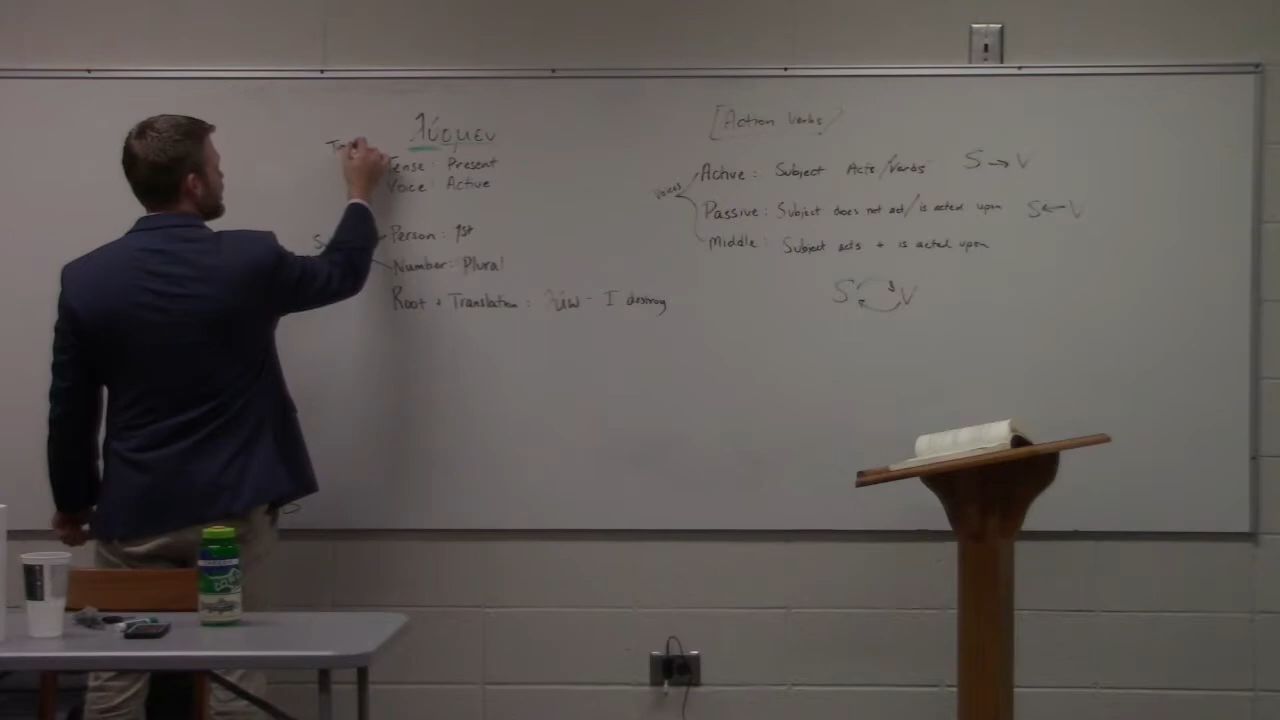 λύομεν
Tense: Present
Voice: Active
Person: 1st
Number: Plural
Root + Translation: λύω - I destroy
[Action Verbs]
Voices
Active: Subject Acts/Verbs S → V
Passive: Subject does not act/is acted upon S ← V
Middle: Subject acts + is acted upon
S V